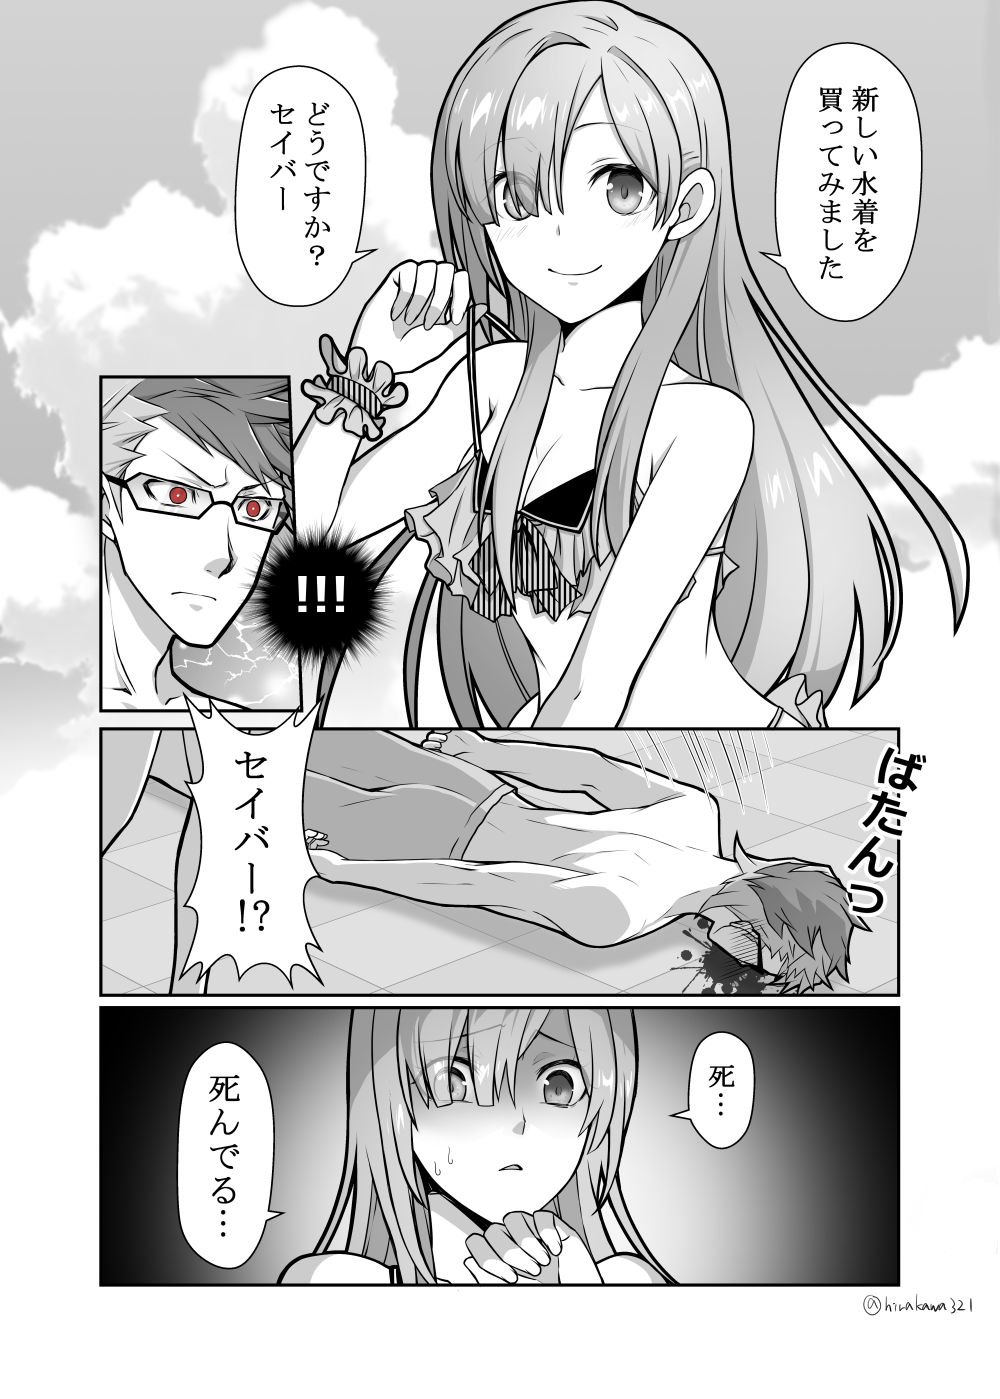 新しい水着を
買ってみました
どうですか?
セイバー
!!!
セイバー!?
ばたんっ
死…
死んでる…
@hirakawa321